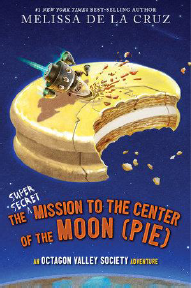 #1 NEW YORK TIMES BEST-SELLING AUTHOR
MELISSA DE LA CRUZ
SUPER
SECRET
THE ^ MISSION TO THE CENTER
OF THE MOON (PIE)
AN OCTAGON VALLEY SOCIETY ADVENTURE